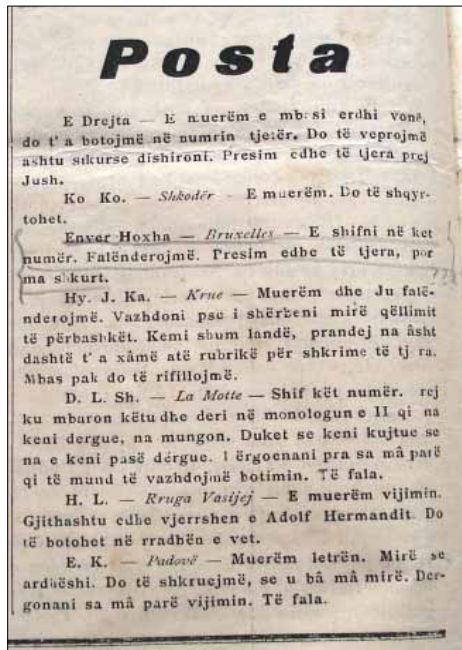 Posta
E Drejta — E muerëm e mbasi erdhi vonë,
do t' a botojmë në numrin tjetër. Do të veprojmë
ashtu sikurse dishironi. Presim edhe të tjera prej
Jush.
Ko Ko. — Shkodër - E muerëm. Do të shqyr-
tohet.
Enver Hoxha — Bruxelles — E shifni në ket
numër. Falënderojmë. Presim edhe të tjera, por
ma shkurt.
Hy. J. Ka. — Krue — Muerëm dhe Ju falë-
nderojmë. Vazhdoni pse i shërbeni mirë qëllimit
të përbashkët. Kemi shum landë, prandej na âsht
dashtë t' a xâmë atë rubrikë për shkrime të tj ra.
Mbas pak do të rifillojmë.
D. L. Sh. — La Motte — Shif kët numër. rej
ku mbaron këtu dhe deri në monologun e II qi na
keni dergue, na mungon. Duket se keni kujtue se
na e keni pasë dërgue. I ërgoenani pra sa mâ parë
qi të mund të vazhdojmë botimin. Të fala.
H. L. — Rruga Vasijej — E muerëm vijimin.
Gjithashtu edhe vjerrshen e Adolf Hermandit. Do
të botohet në rradhën e vet.
E. K. — Padovë — Muerëm letrën. Mirë se
ardhëshi. Do të shkruejmë, se u bâ mâ mirë. Der-
gonani sa mâ parë vijimin. Të fala.